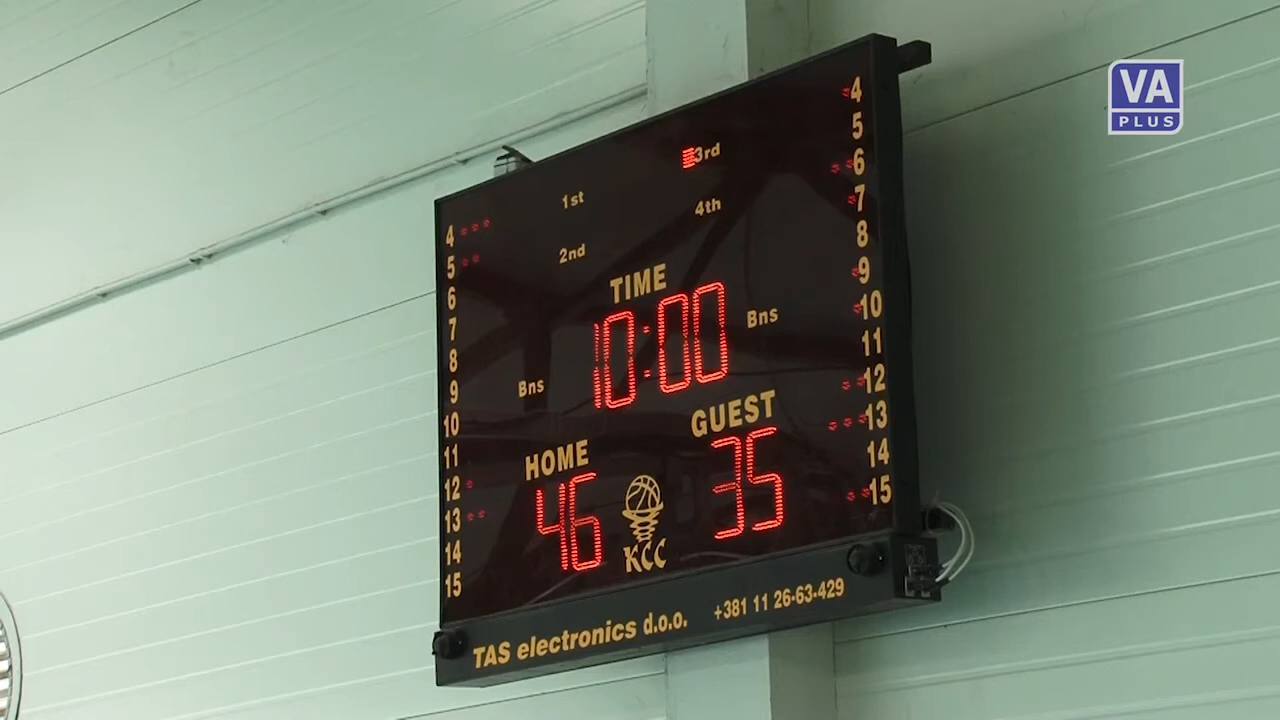 VA
PLUS
1st
3rd
2nd
4th
TIME
10:00
Bns
Bns
HOME
GUEST
46
35
KCC
4
5
6
7
8
9
10
11
12
13
14
15
4
5
6
7
8
9
10
11
12
13
14
15
TAS electronics d.o.o. +381 11 26-63-429